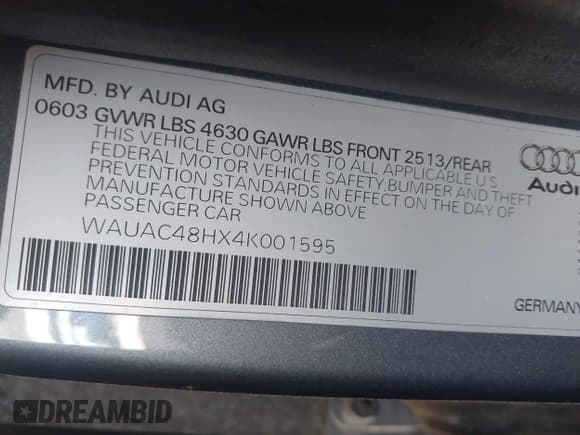 MFD. BY AUDI AG
0603 GVWR LBS 4630 GAWR LBS FRONT 2513/REAR
THIS VEHICLE CONFORMS TO ALL APPLICABLE U S
FEDERAL MOTOR VEHICLE SAFETY,BUMPER AND THEFT
PREVENTION STANDARDS IN EFFECT ON THE DAY OF
MANUFACTURE SHOWN ABOVE
PASSENGER CAR
WAUAC48HX4K001595
Audi
GERMANY
DREAMBID